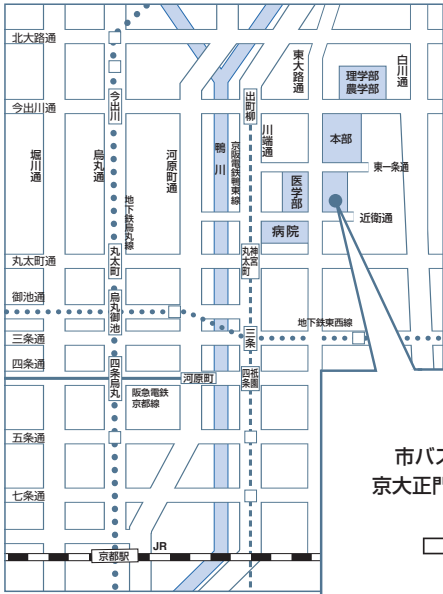 北大路通
今出川通
堀川通
烏丸通
今出川
地下鉄烏丸線
河原町通
鴨川
京阪電鉄鴨東線
出町柳
川端通
東大路通
白川通
理学部
農学部
本部
東一条通
医学部
近衛通
病院
丸太町通
丸太町
神宮
丸太町
御池通
烏丸御池
三条通
三条
地下鉄東西線
四条通
四条烏丸
阪急電鉄
京都線
河原町
祇園
四条
五条通
七条通
京都駅
JR
市バス
京大正門